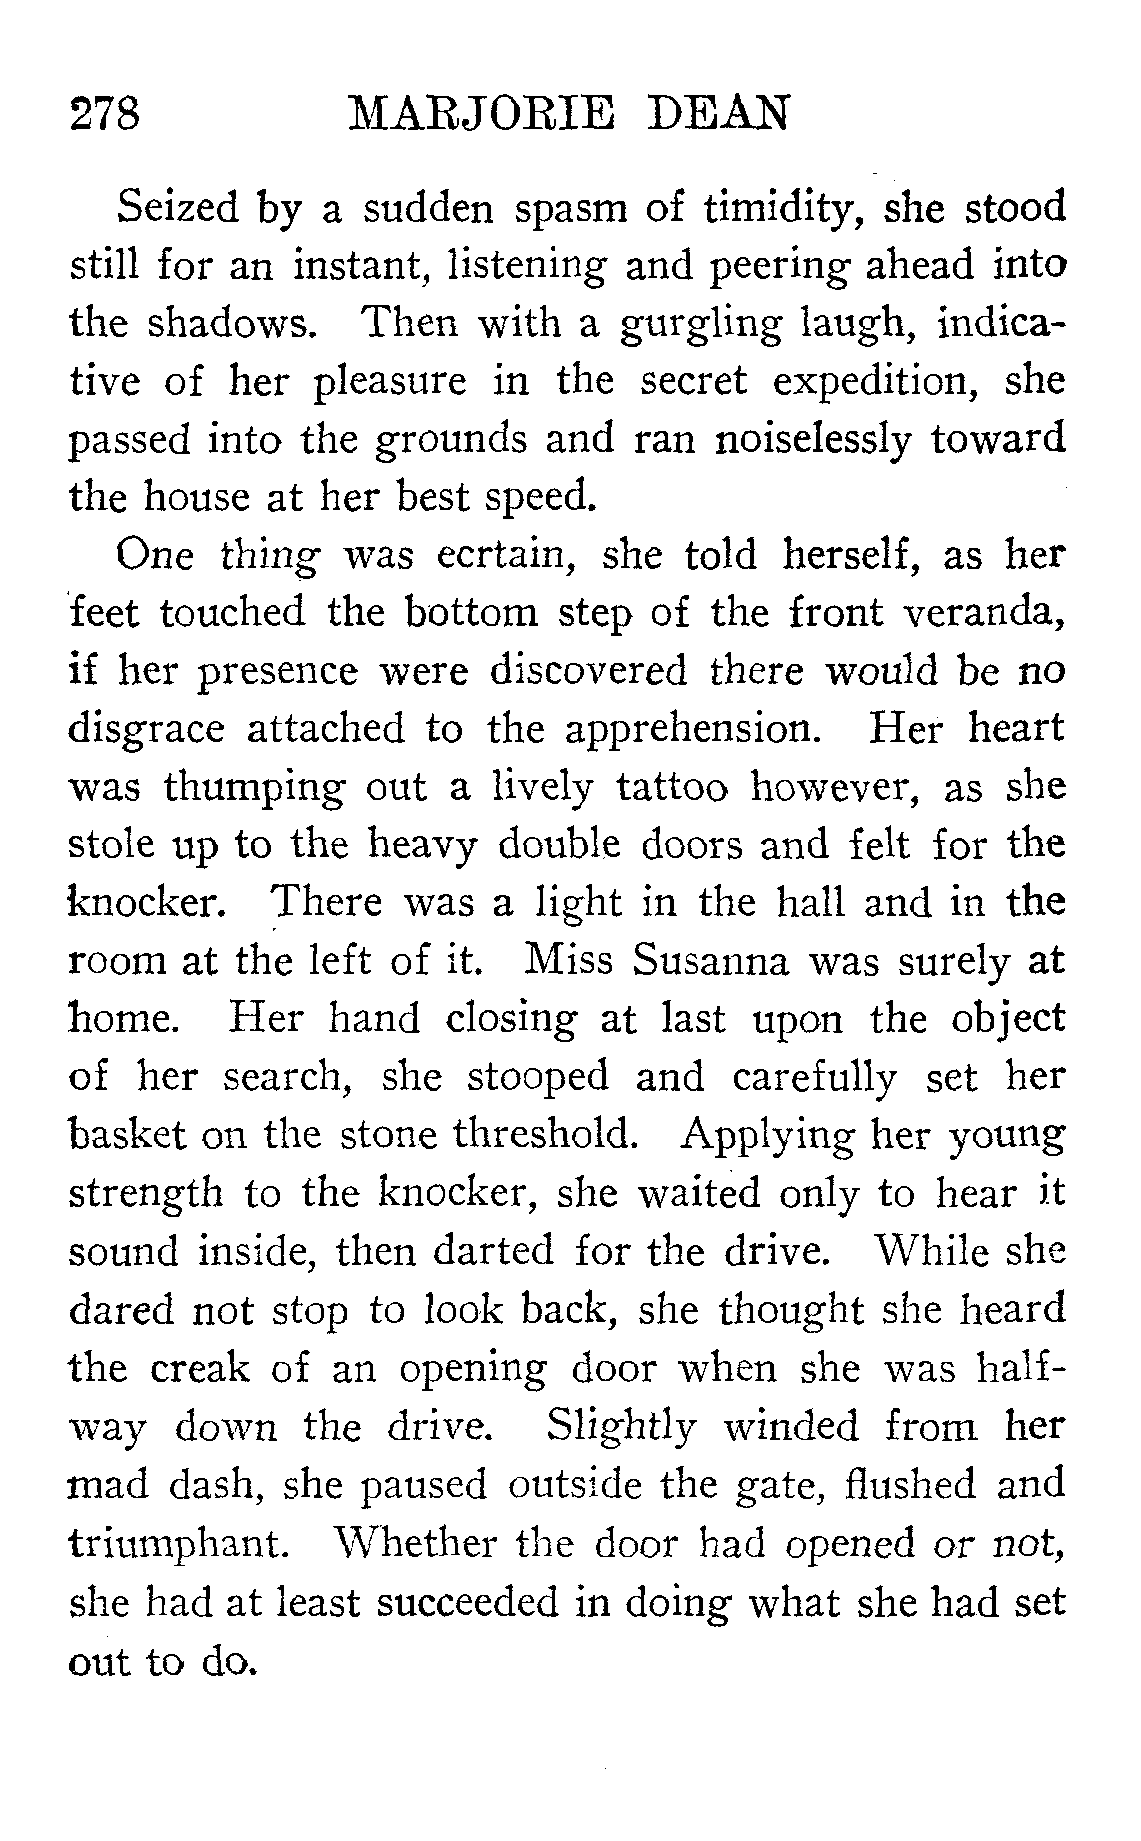 278 MARJORIE DEAN
Seized by a sudden spasm of timidity, she stood
still for an instant, listening and peering ahead into
the shadows. Then with a gurgling laugh, indica-
tive of her pleasure in the secret expedition, she
passed into the grounds and ran noiselessly toward
the house at her best speed.
One thing was ecrtain, she told herself, as her
feet touched the bottom step of the front veranda,
if her presence were discovered there would be no
disgrace attached to the apprehension. Her heart
was thumping out a lively tattoo however, as she
stole up to the heavy double doors and felt for the
knocker. There was a light in the hall and in the
room at the left of it. Miss Susanna was surely at
home. Her hand closing at last upon the object
of her search, she stooped and carefully set her
basket on the stone threshold. Applying her young
strength to the knocker, she waited only to hear it
sound inside, then darted for the drive. While she
dared not stop to look back, she thought she heard
the creak of an opening door when she was half-
way down the drive. Slightly winded from her
mad dash, she paused outside the gate, flushed and
triumphant. Whether the door had opened or not,
she had at least succeeded in doing what she had set
out to do.